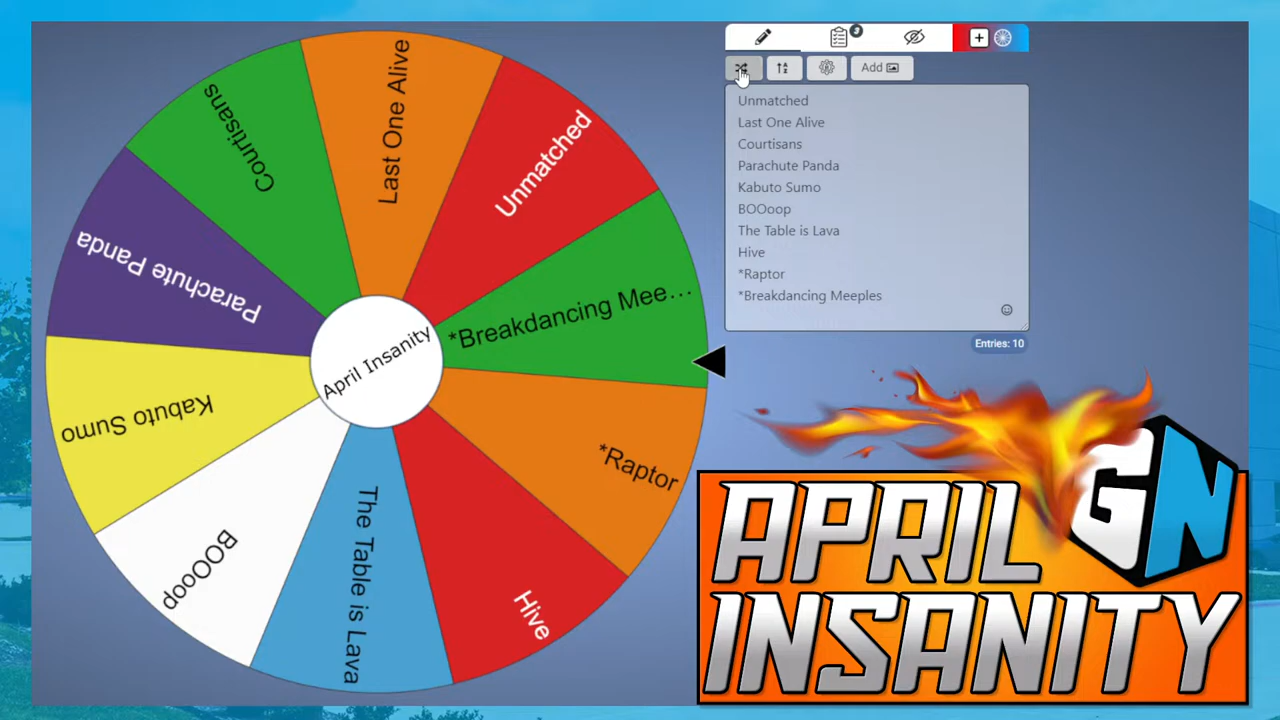 Last One Alive
Unmatched
Courtisans
*Breakdancing Mee...
Parachute Panda
April Insanity
Kabuto Sumo
*Raptor
BOOoop
The Table is Lava
Hive
3
Add
Unmatched
Last One Alive
Courtisans
Parachute Panda
Kabuto Sumo
BOOoop
The Table is Lava
Hive
*Raptor
*Breakdancing Meeples
Entries: 10
GN
APRIL
INSANITY